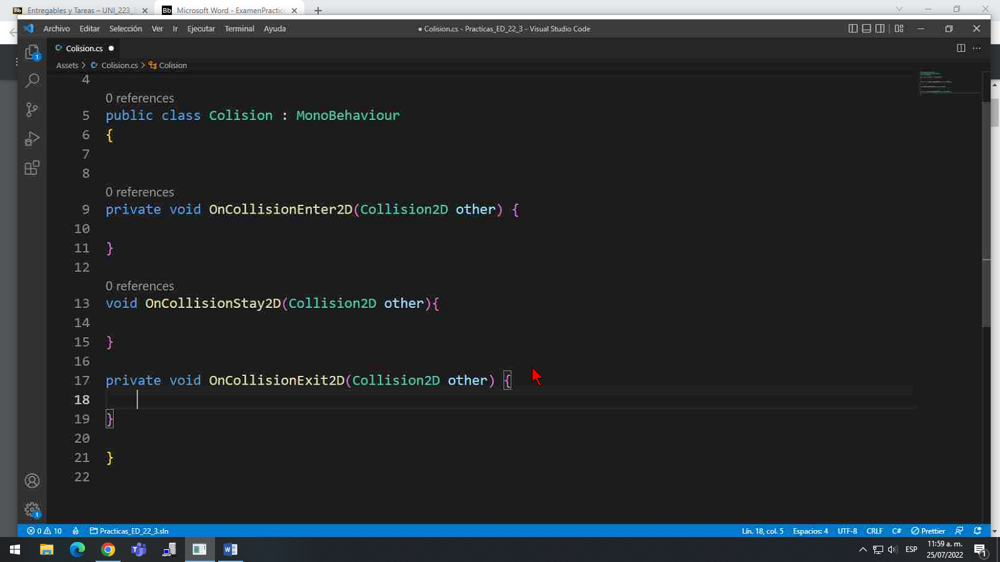 Entregables y Tareas – UNI_223_3
Microsoft Word - ExamenPractico
Archivo Editar Selección Ver Ir Ejecutar Terminal Ayuda
● Colision.cs - Practicas_ED_22_3 - Visual Studio Code
Colision.cs
Assets > Colision.cs > Colision
4
0 references
5 public class Colision : MonoBehaviour
6 {
7
8
0 references
9 private void OnCollisionEnter2D(Collision2D other) {
10
11 }
12
0 references
13 void OnCollisionStay2D(Collision2D other){
14
15 }
16
17 private void OnCollisionExit2D(Collision2D other) {
18
19 }
20
21 }
22
0 10 Practicas_ED_22_3.sln
Lín. 18, col. 5 Espacios: 4 UTF-8 CRLF C# Prettier
ESP
11:59 a. m.
25/07/2022